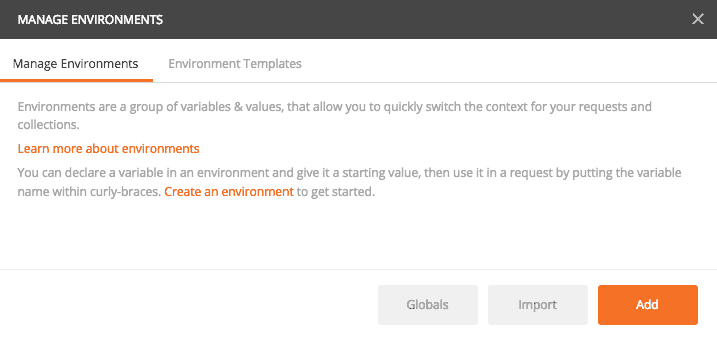 MANAGE ENVIRONMENTS
Manage Environments
Environment Templates
Environments are a group of variables & values, that allow you to quickly switch the context for your requests and
collections.
Learn more about environments
You can declare a variable in an environment and give it a starting value, then use it in a request by putting the variable
name within curly-braces. Create an environment to get started.
Globals
Import
Add